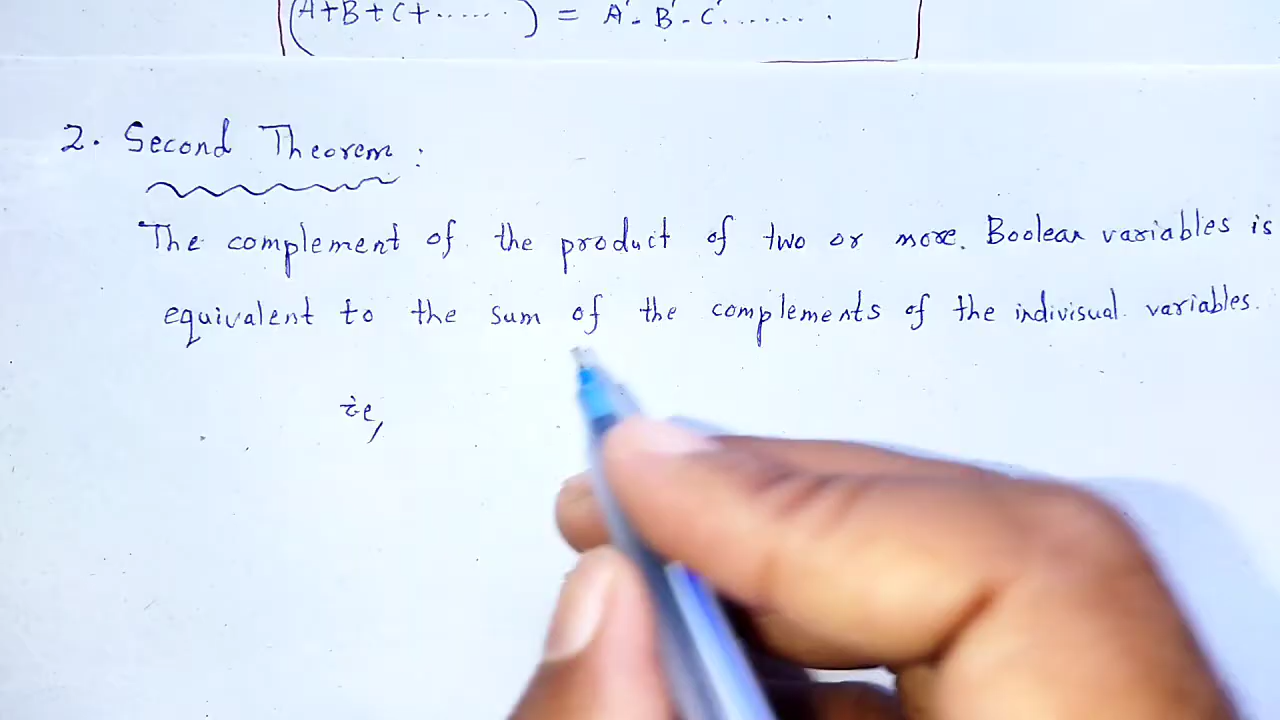 (A+B+C+......) = A'. B'. C'.......
2. Second Theorem :
The complement of the product of two or more. Boolean variables is
equivalent to the sum of the complements of the indivisual variables.
ie,